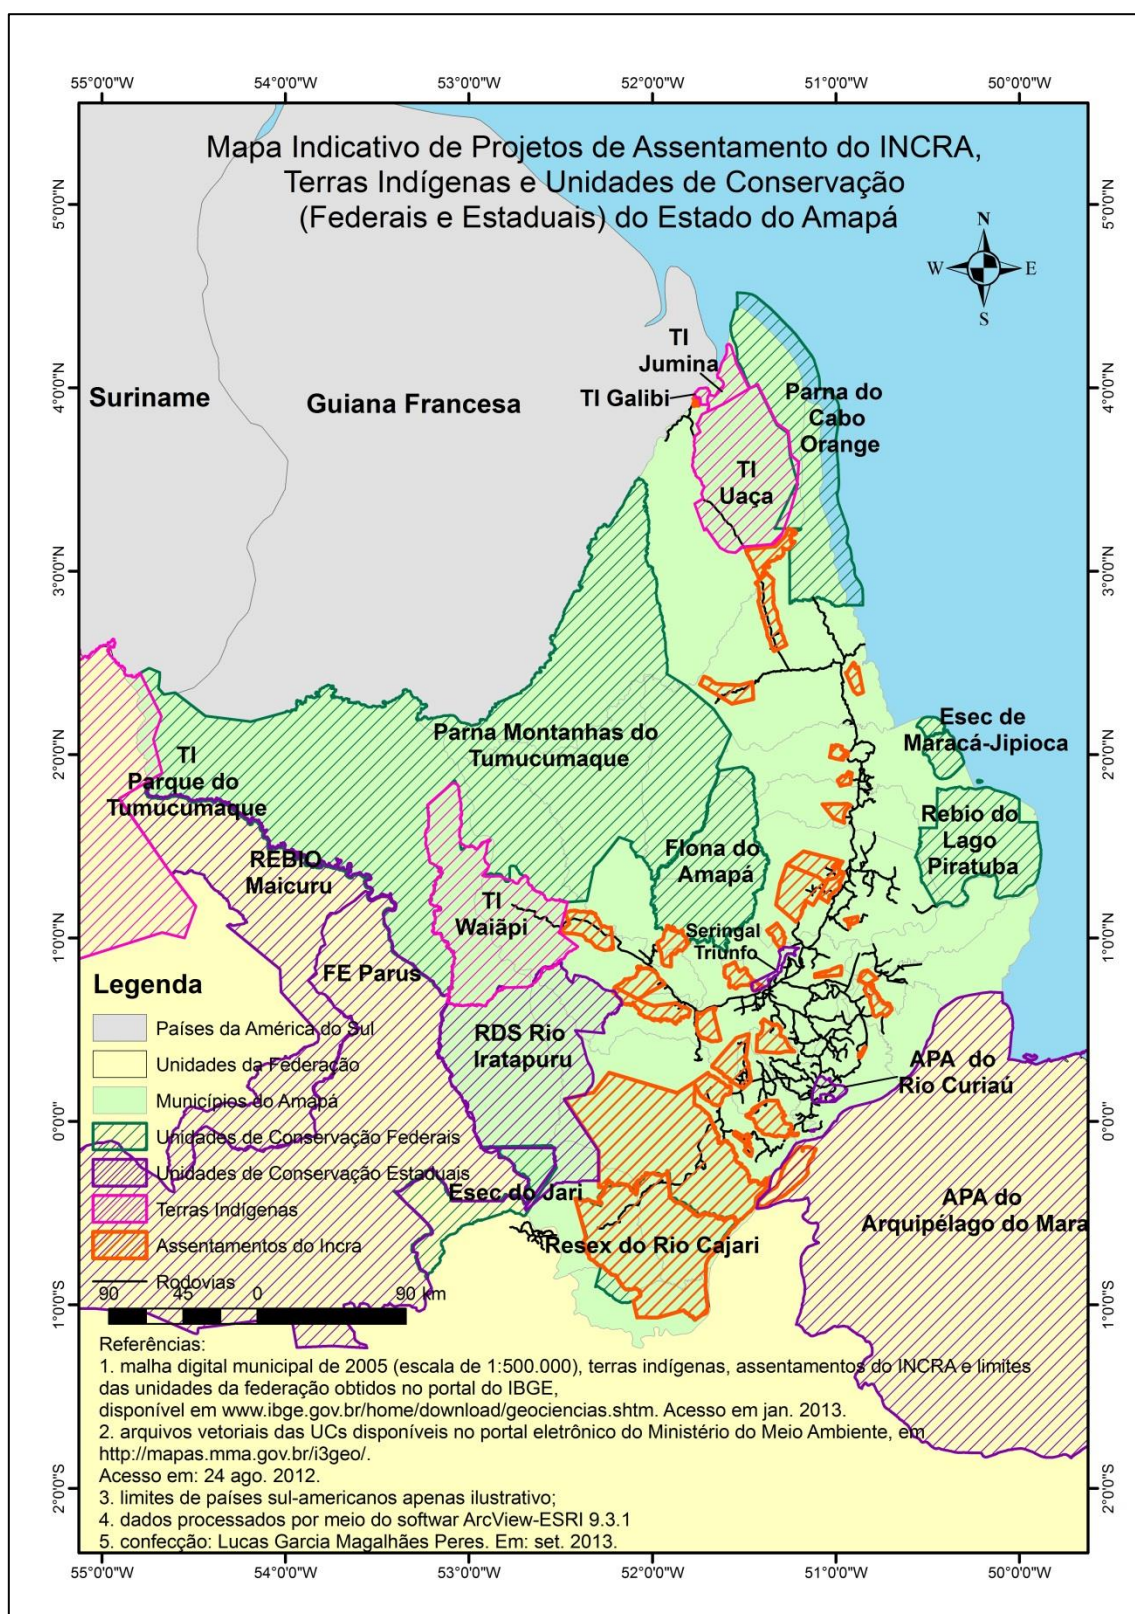 55°0'0"W 54°0'0"W 53°0'0"W 52°0'0"W 51°0'0"W 50°0'0"W
Mapa Indicativo de Projetos de Assentamento do INCRA,
Terras Indígenas e Unidades de Conservação
(Federais e Estaduais) do Estado do Amapá
5°0'0"N
5°0'0"N
N
W E
S
TI
Jumina
4°0'0"N
4°0'0"N
Suriname
Guiana Francesa
TI Galibi
Parna do
Cabo
Orange
TI
Uaça
3°0'0"N
3°0'0"N
Parna Montanhas do
Tumucumaque
Esec de
Maracá-Jipioca
2°0'0"N
2°0'0"N
TI
Parque do
Tumucumaque
Rebio do
Lago
Piratuba
REBIO
Maicuru
Flona do
Amapá
TI
Waiãpi
1°0'0"N
1°0'0"N
Seringal
Triunfo
FE Parus
RDS Rio
Iratapuru
APA do
Rio Curiaú
0°0'0"
0°0'0"
Esec do Jari
Resex do Rio Cajari
APA do
Arquipélago do Mara
1°0'0"S
1°0'0"S
2°0'0"S
2°0'0"S
Legenda
Países da América do Sul
Unidades da Federação
Municípios do Amapá
Unidades de Conservação Federais
Unidades de Conservação Estaduais
Terras Indígenas
Assentamentos do Incra
Rodovias
90 45 0 90 km
Referências:
1. malha digital municipal de 2005 (escala de 1:500.000), terras indígenas, assentamentos do INCRA e limites
das unidades da federação obtidos no portal do IBGE,
disponível em www.ibge.gov.br/home/download/geociencias.shtm. Acesso em jan. 2013.
2. arquivos vetoriais das UCs disponíveis no portal eletrônico do Ministério do Meio Ambiente, em
http://mapas.mma.gov.br/i3geo/.
Acesso em: 24 ago. 2012.
3. limites de países sul-americanos apenas ilustrativo;
4. dados processados por meio do softwar ArcView-ESRI 9.3.1
5. confecção: Lucas Garcia Magalhães Peres. Em: set. 2013.
55°0'0"W 54°0'0"W 53°0'0"W 52°0'0"W 51°0'0"W 50°0'0"W